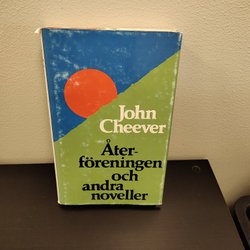 John
Cheever
Åter-
föreningen
och
andra
noveller